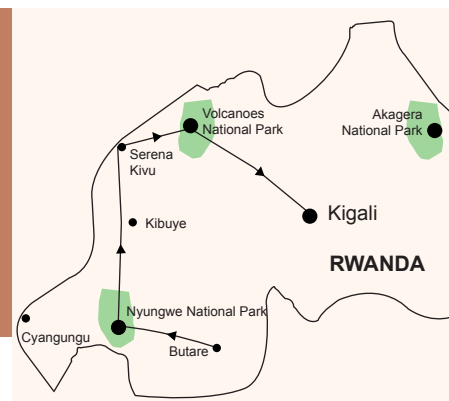 Volcanoes
National Park
Akagera
National Park
Serena
Kivu
Kibuye
Kigali
RWANDA
Nyungwe National Park
Cyangungu
Butare